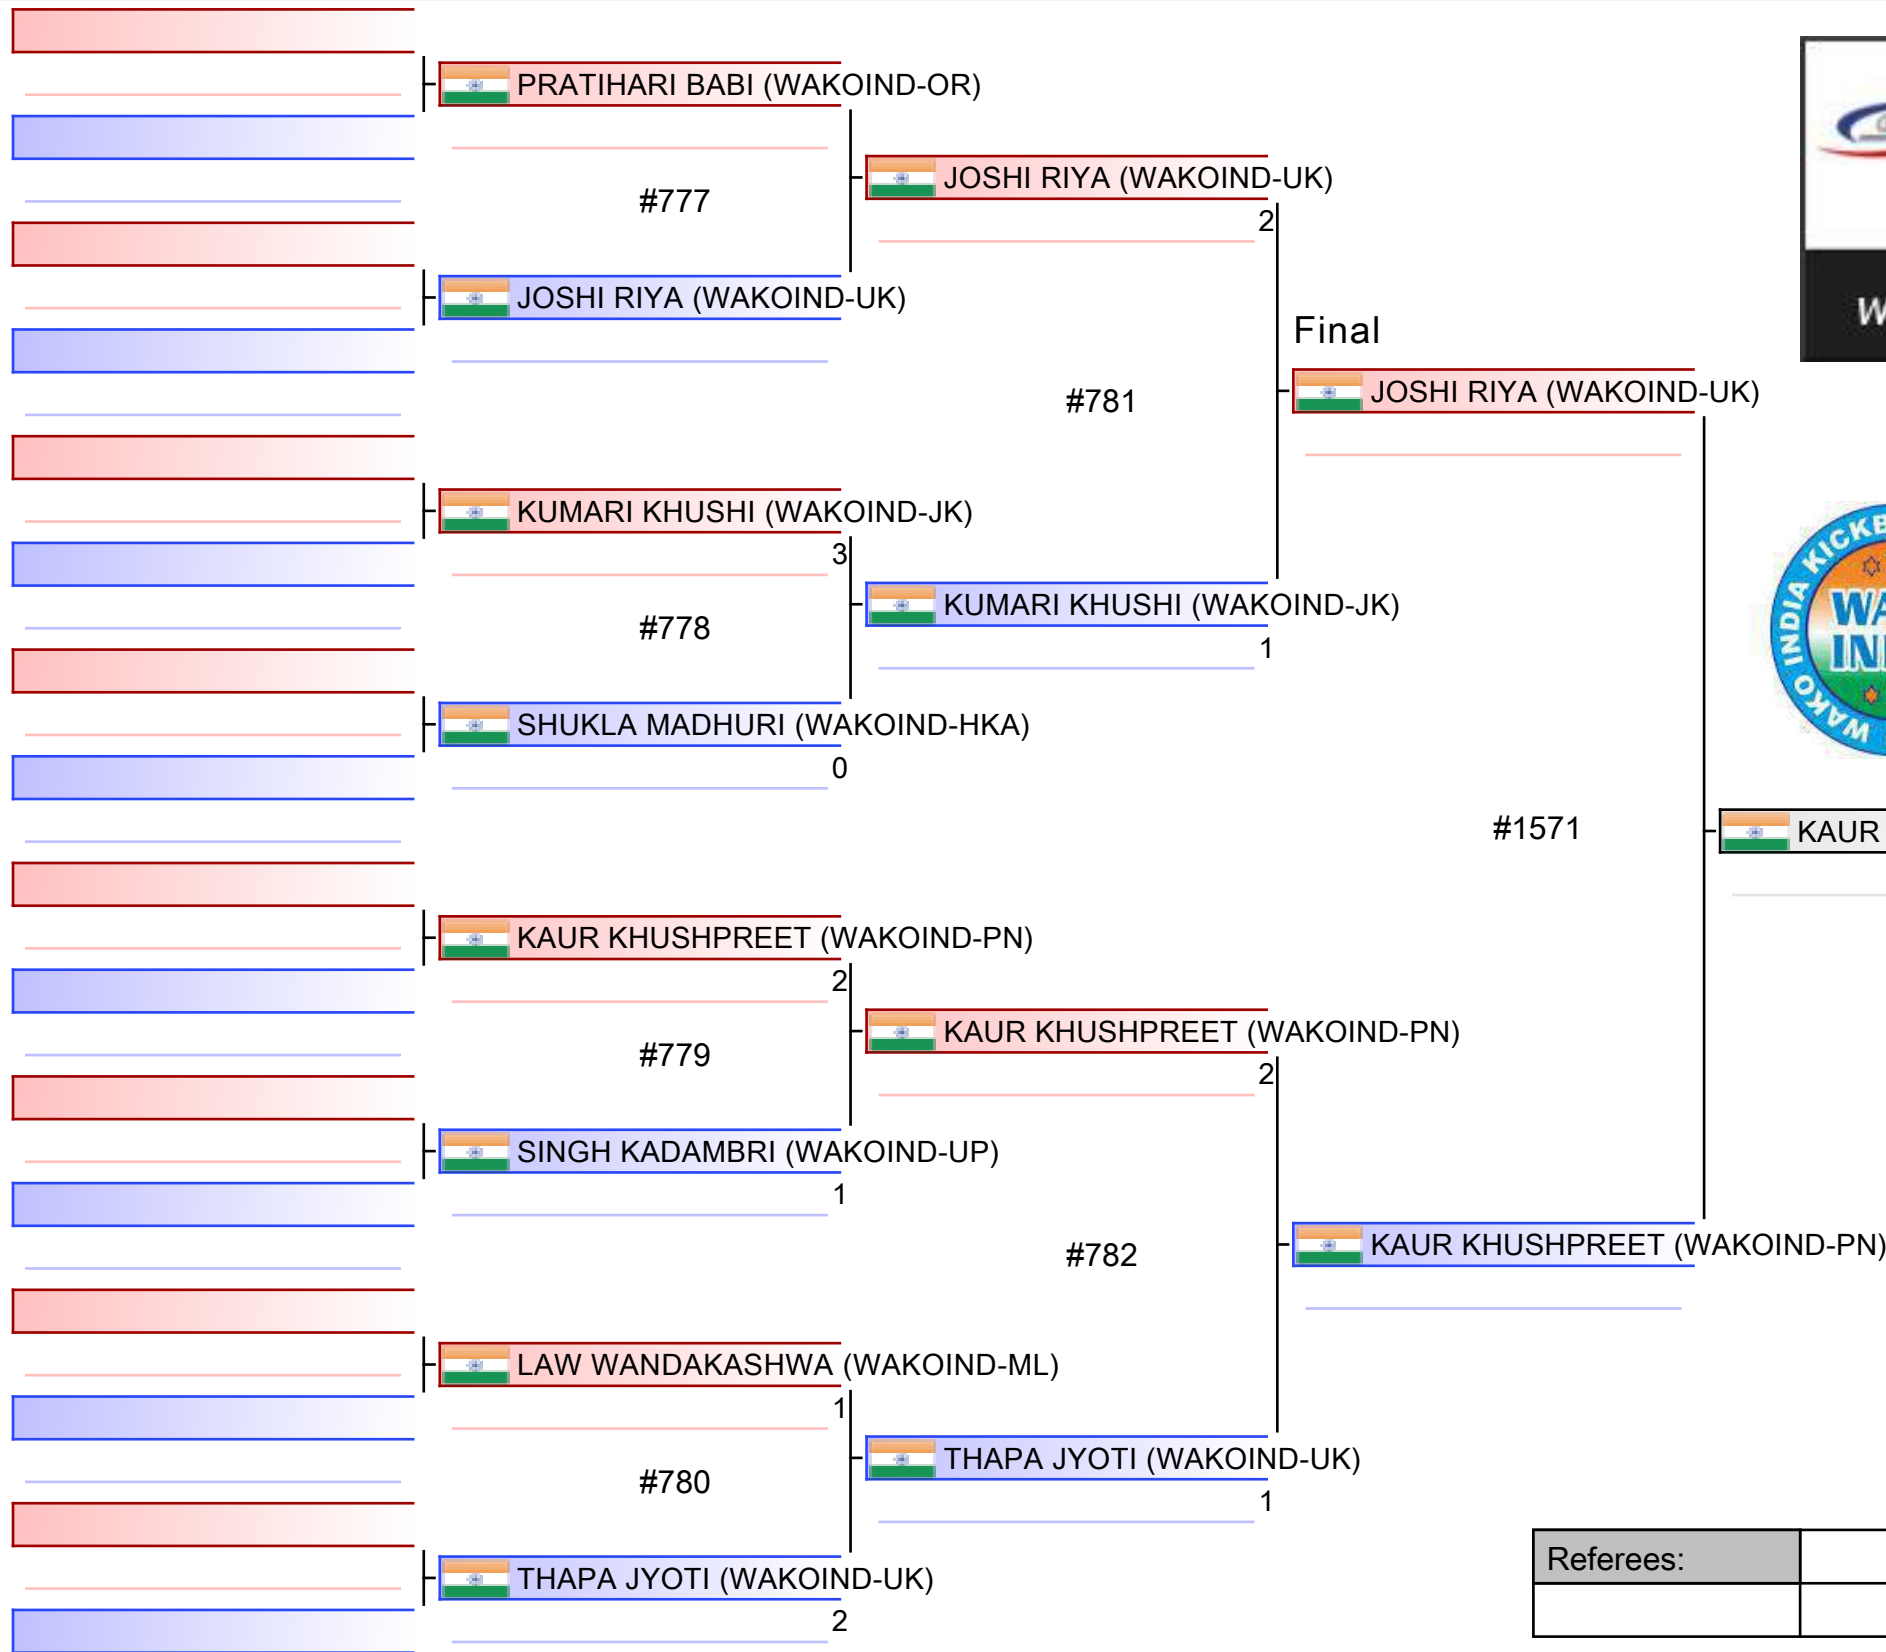 PRATIHARI BABI (WAKOIND-OR)
#777
JOSHI RIYA (WAKOIND-UK)
JOSHI RIYA (WAKOIND-UK)
2
KUMARI KHUSHI (WAKOIND-JK)
3
#778
SHUKLA MADHURI (WAKOIND-HKA)
0
#781
KUMARI KHUSHI (WAKOIND-JK)
1
Final
JOSHI RIYA (WAKOIND-UK)
KAUR KHUSHPREET (WAKOIND-PN)
2
#779
SINGH KADAMBRI (WAKOIND-UP)
1
KAUR KHUSHPREET (WAKOIND-PN)
2
#782
LAW WANDAKASHWA (WAKOIND-ML)
1
#780
THAPA JYOTI (WAKOIND-UK)
2
THAPA JYOTI (WAKOIND-UK)
1
#1571
KAUR KHUSHPREET (WAKOIND-PN)
KAUR
WAKO INDIA
Referees: